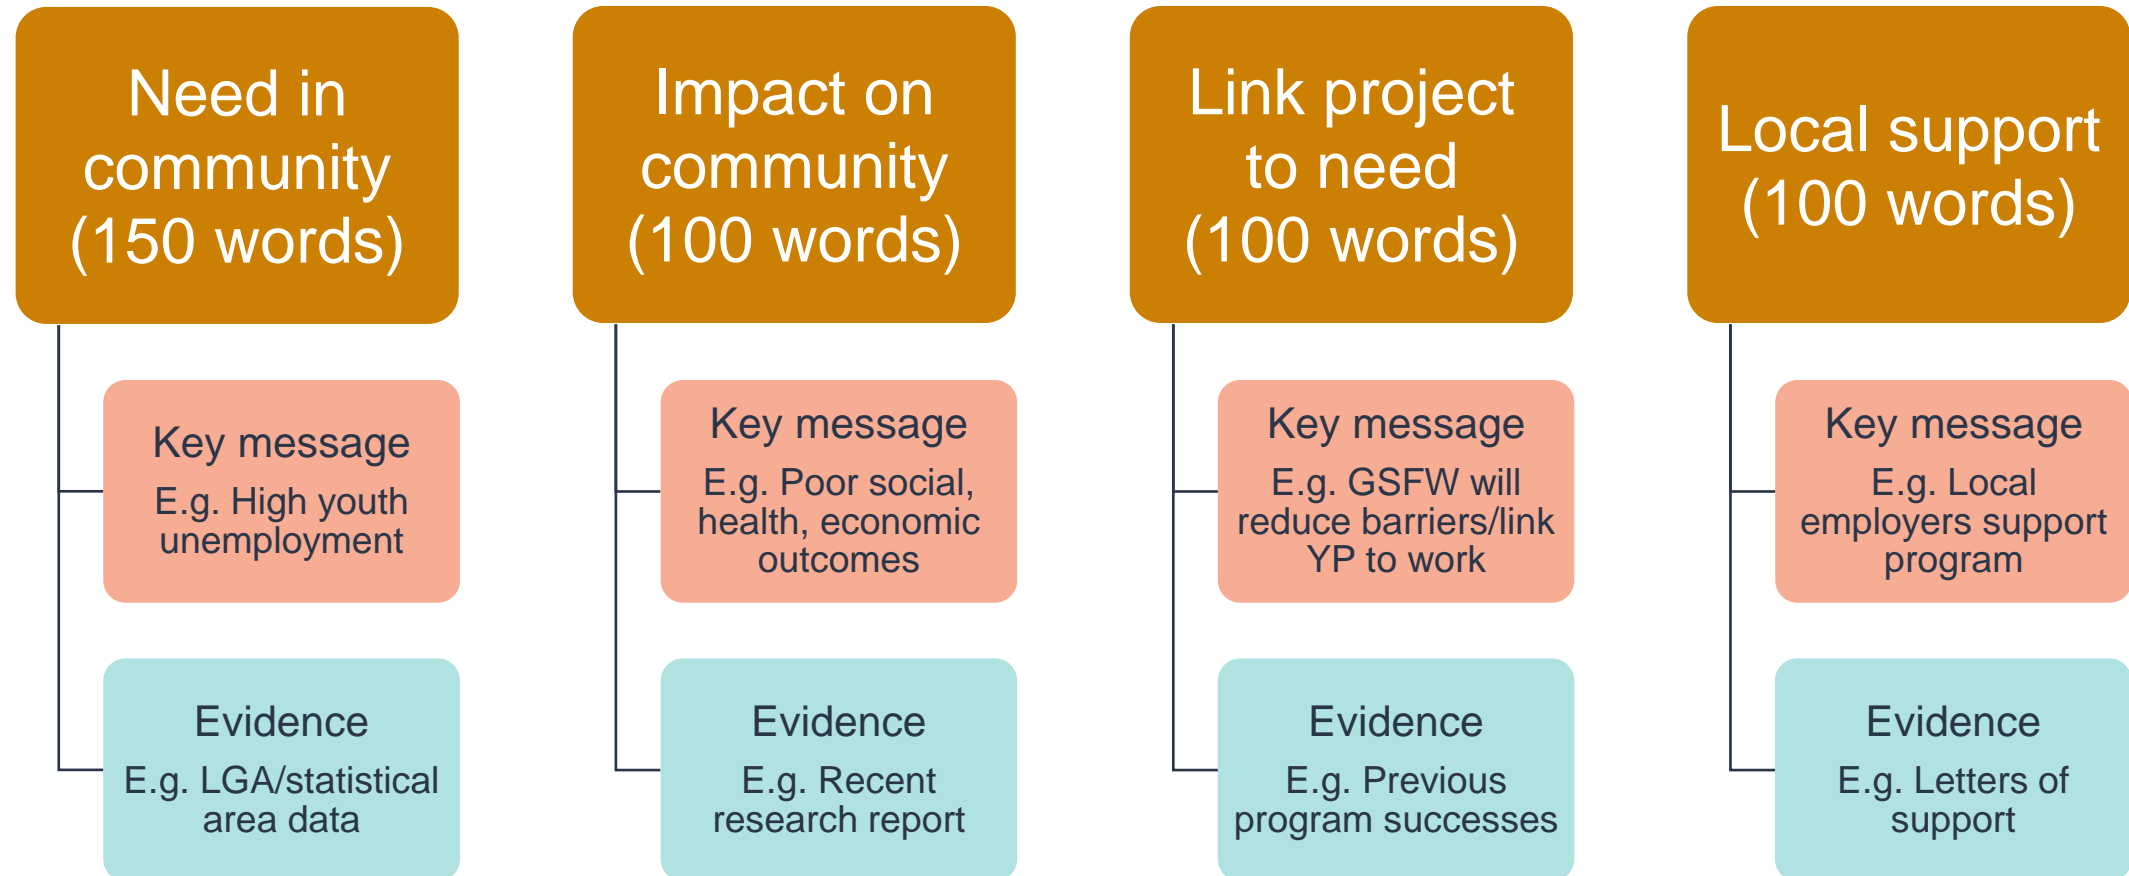 Need in
community
(150 words)
Key message
E.g. High youth
unemployment
Evidence
E.g. LGA/statistical
area data
Impact on
community
(100 words)
Key message
E.g. Poor social,
health, economic
outcomes
Evidence
E.g. Recent
research report
Link project
to need
(100 words)
Key message
E.g. GSFW will
reduce barriers/link
YP to work
Evidence
E.g. Previous
program successes
Local support
(100 words)
Key message
E.g. Local
employers support
program
Evidence
E.g. Letters of
support